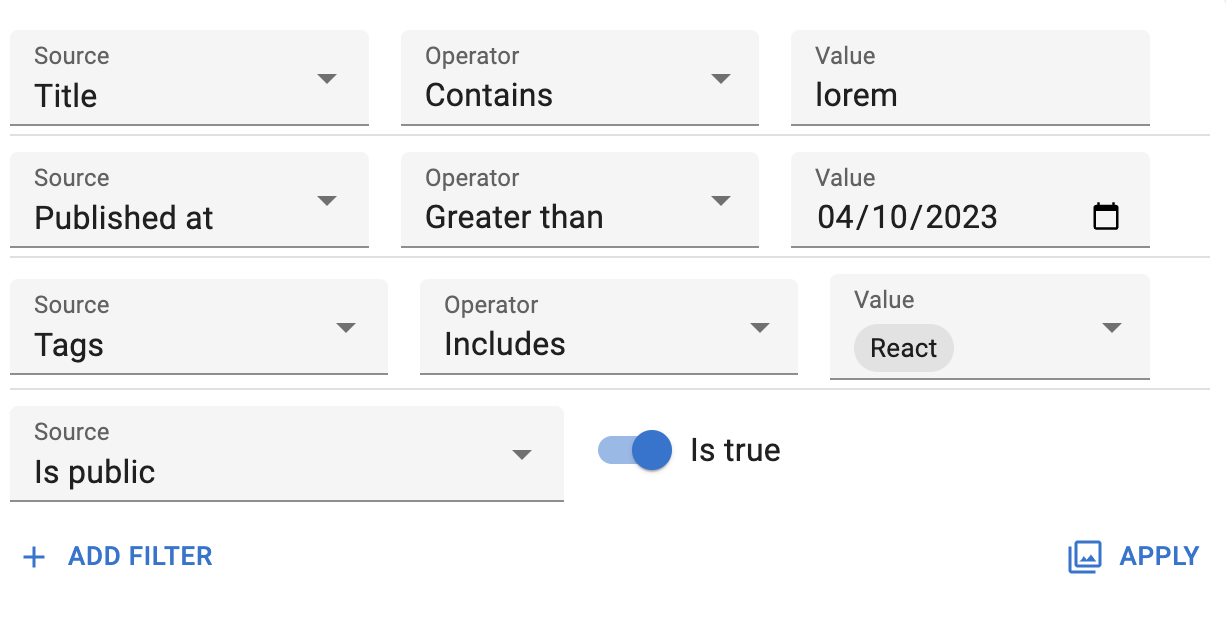 Source Operator Value
Title Contains lorem
Source Operator Value
Published at Greater than 04/10/2023
Source Operator Value
Tags Includes React
Source
Is public Is true
ADD FILTER APPLY